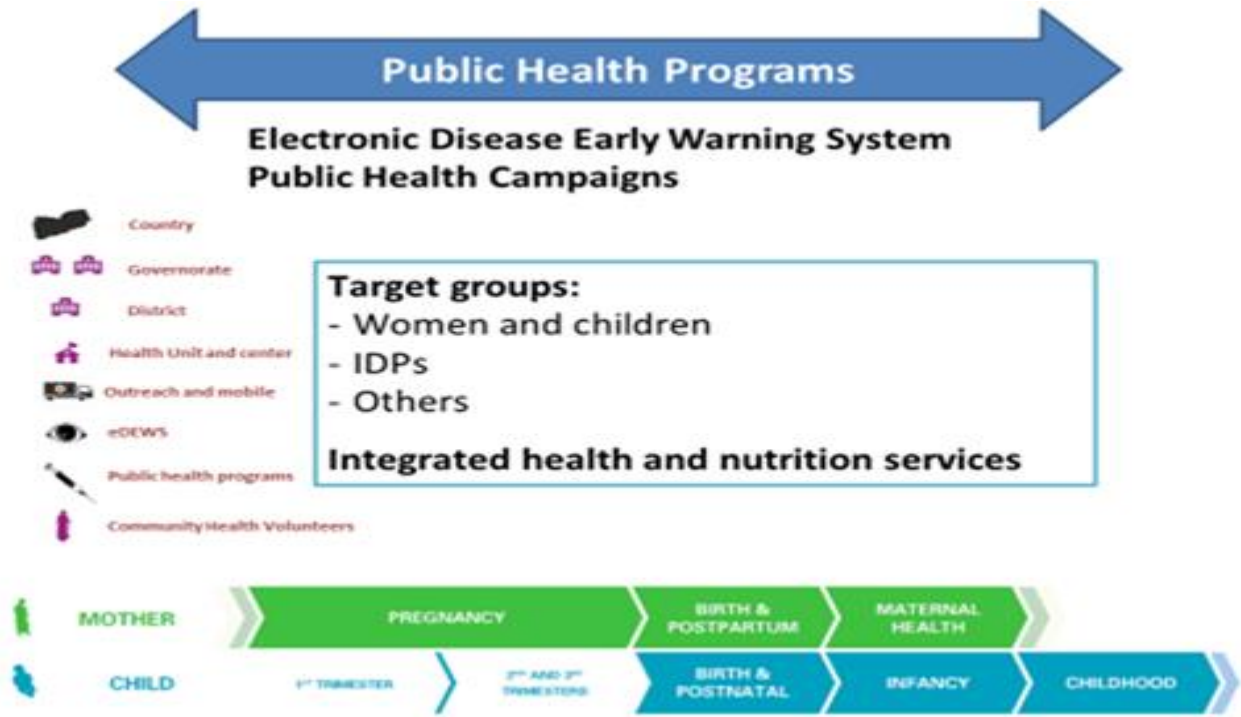 Public Health Programs
Electronic Disease Early Warning System
Public Health Campaigns
Country
Governorate
District
Health Unit and center
Outreach and mobile
eDEWS
Public health programs
Community Health Volunteers
Target groups:
- Women and children
- IDPs
- Others
Integrated health and nutrition services
MOTHER
PREGNANCY
BIRTH &
POSTPARTUM
MATERNAL
HEALTH
CHILD
1ST TRIMESTER
2ND AND 3RD
TRIMESTERS
BIRTH &
POSTNATAL
INFANCY
CHILDHOOD